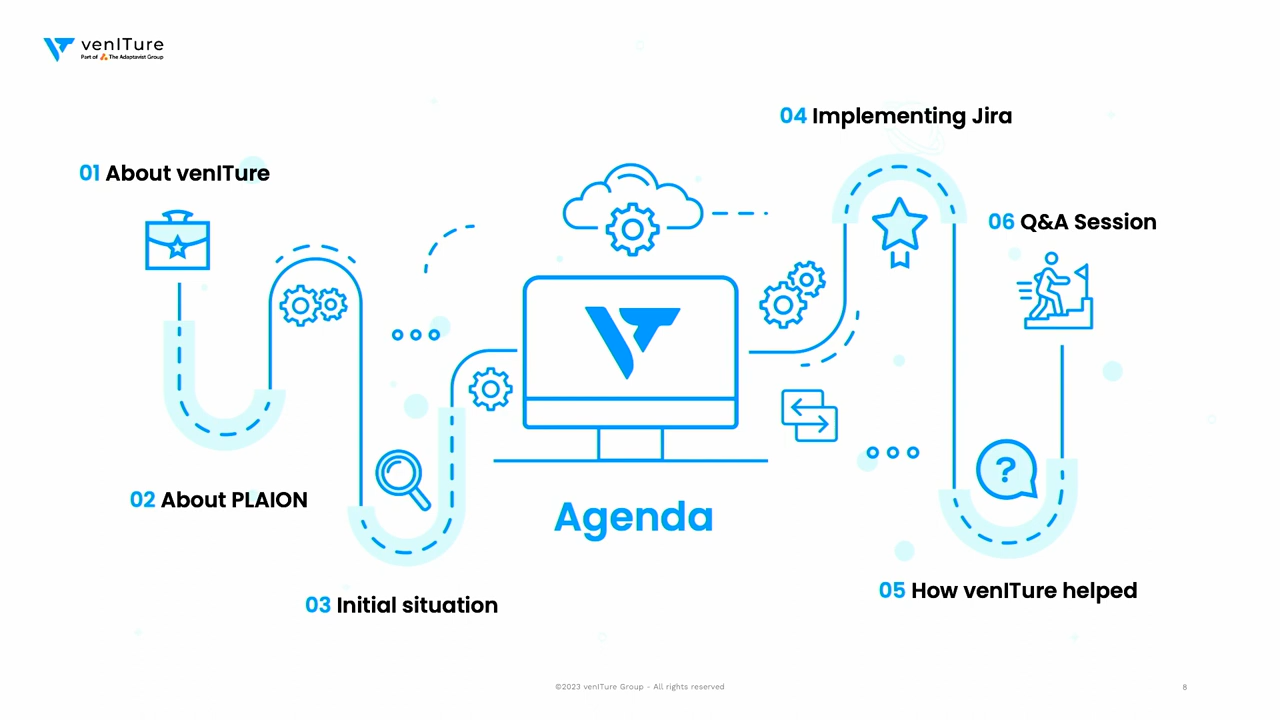 venITure
Part of The Adaptavist Group
01 About venITure
02 About PLAION
03 Initial situation
Agenda
04 Implementing Jira
05 How venITure helped
06 Q&A Session
?
©2023 venITure Group - All rights reserved
8